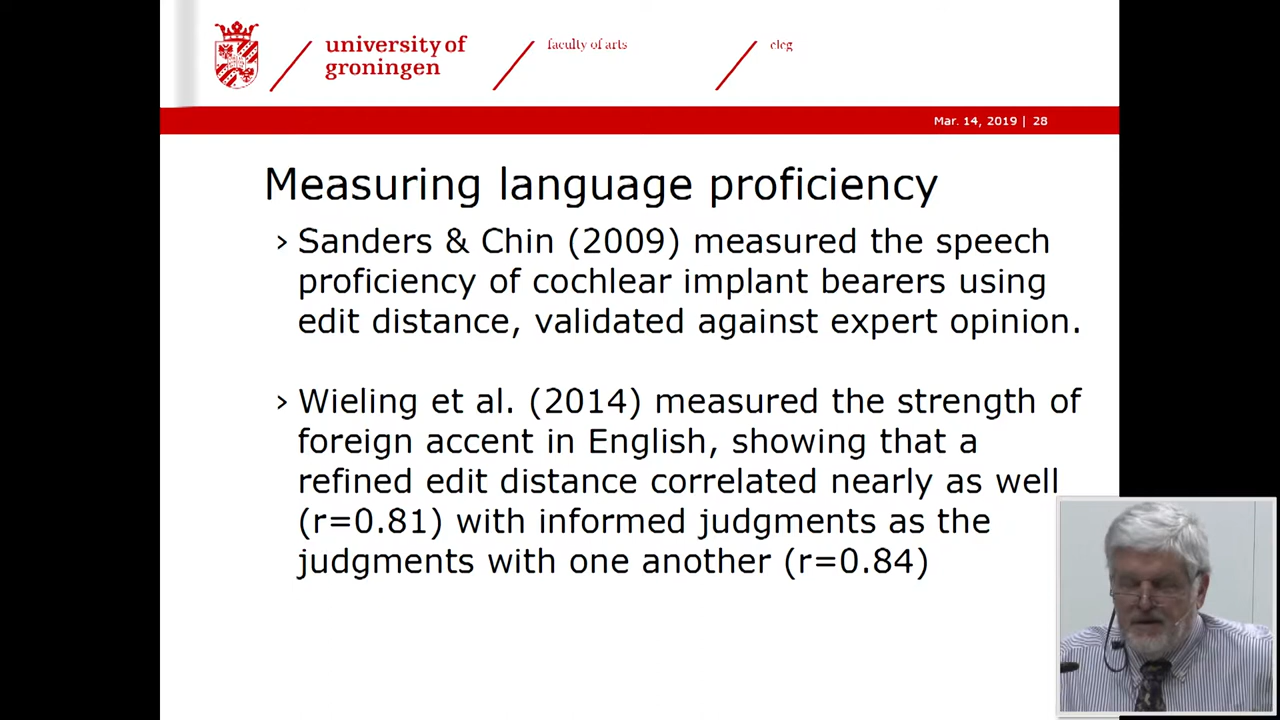 university of
groningen
faculty of arts
clcg
Mar. 14, 2019 | 28
Measuring language proficiency
› Sanders & Chin (2009) measured the speech
proficiency of cochlear implant bearers using
edit distance, validated against expert opinion.
› Wieling et al. (2014) measured the strength of
foreign accent in English, showing that a
refined edit distance correlated nearly as well
(r=0.81) with informed judgments as the
judgments with one another (r=0.84)